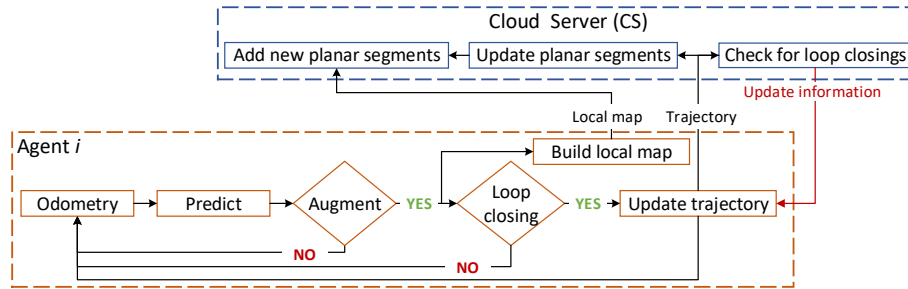 Cloud Server (CS)
Add new planar segments
Update planar segments
Check for loop closings
Update information
Local map
Trajectory
Agent i
Build local map
Odometry
Predict
Augment
YES
Loop
closing
YES
Update trajectory
NO
NO